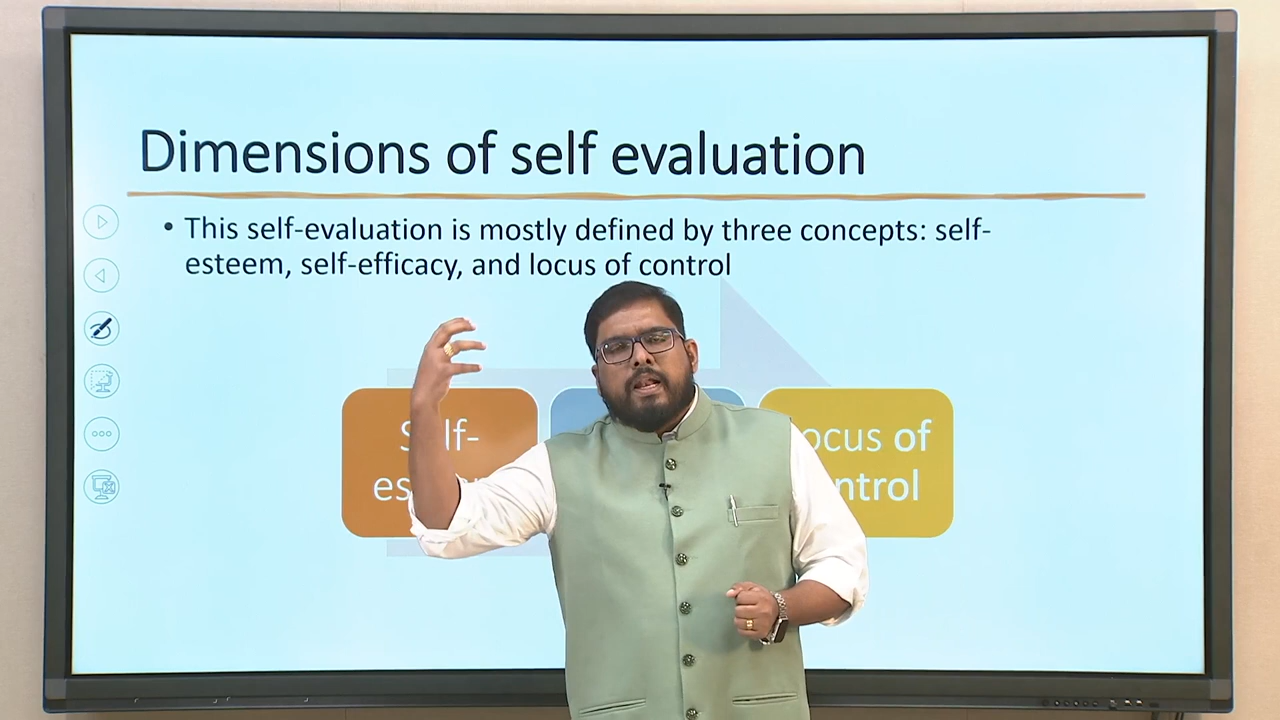 Dimensions of self evaluation
• This self-evaluation is mostly defined by three concepts: self-
esteem, self-efficacy, and locus of control
of